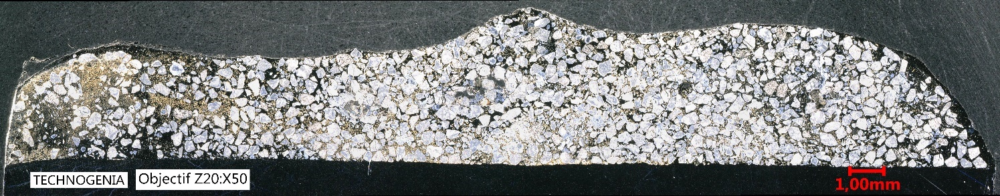 TECHNOGENIA
Objectif Z20:X50
1,00mm